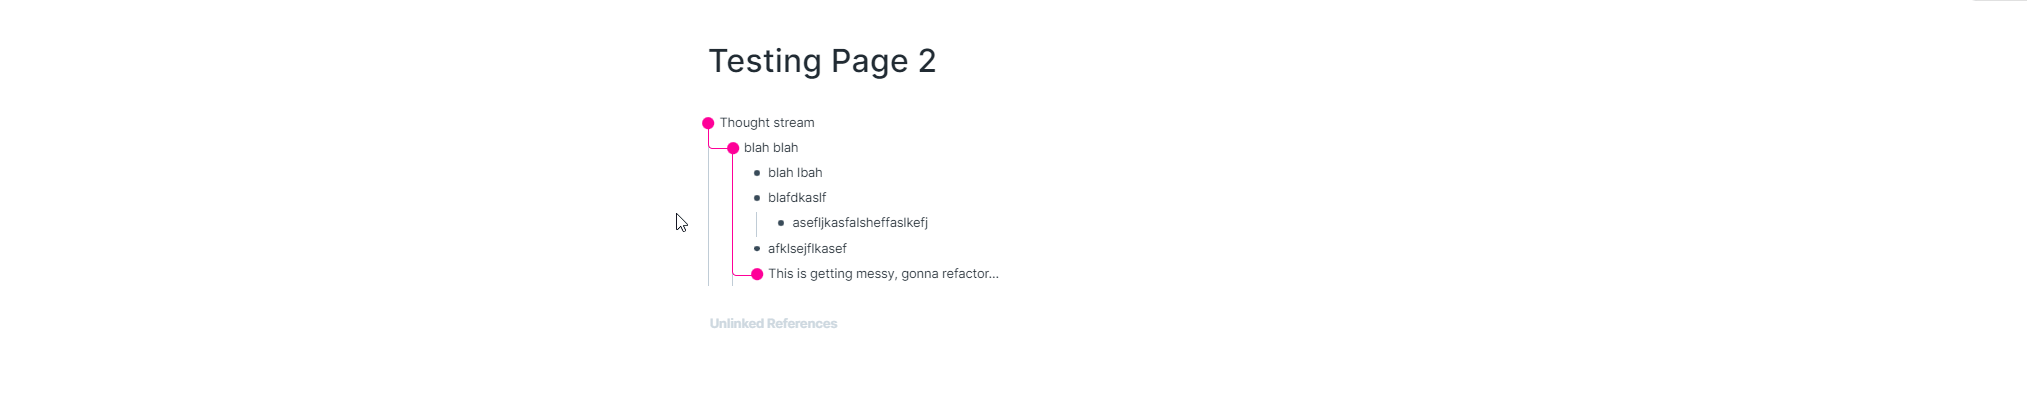 Testing Page 2
Thought stream
blah blah
blah lbah
blafdkaslf
asefljkasfalsheffaslkefj
afklsejflkasef
This is getting messy, gonna refactor...
Unlinked References